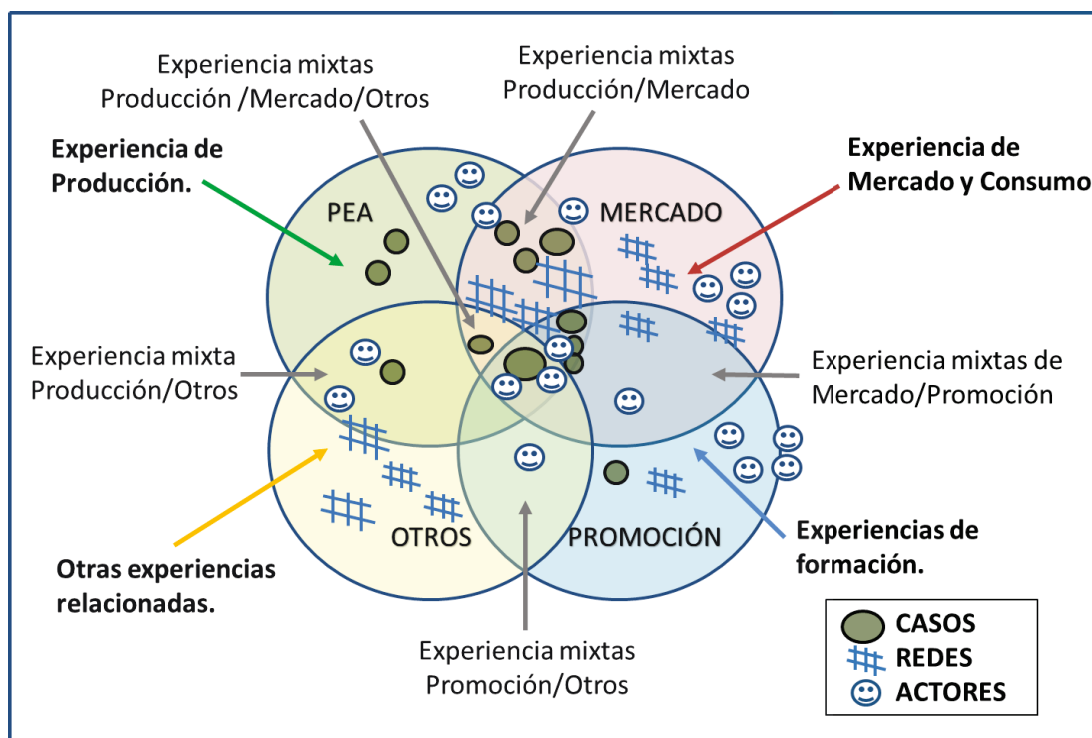 Experiencia mixtas
Producción /Mercado/Otros
Experiencia mixtas
Producción/Mercado
Experiencia de
Producción.
Experiencia de
Mercado y Consumo
PEA
MERCADO
Experiencia mixta
Producción/Otros
Experiencia mixtas de
Mercado/Promoción
OTROS
PROMOCIÓN
Otras experiencias
relacionadas.
Experiencias de
formación.
Experiencia mixtas
Promoción/Otros
CASOS
REDES
ACTORES